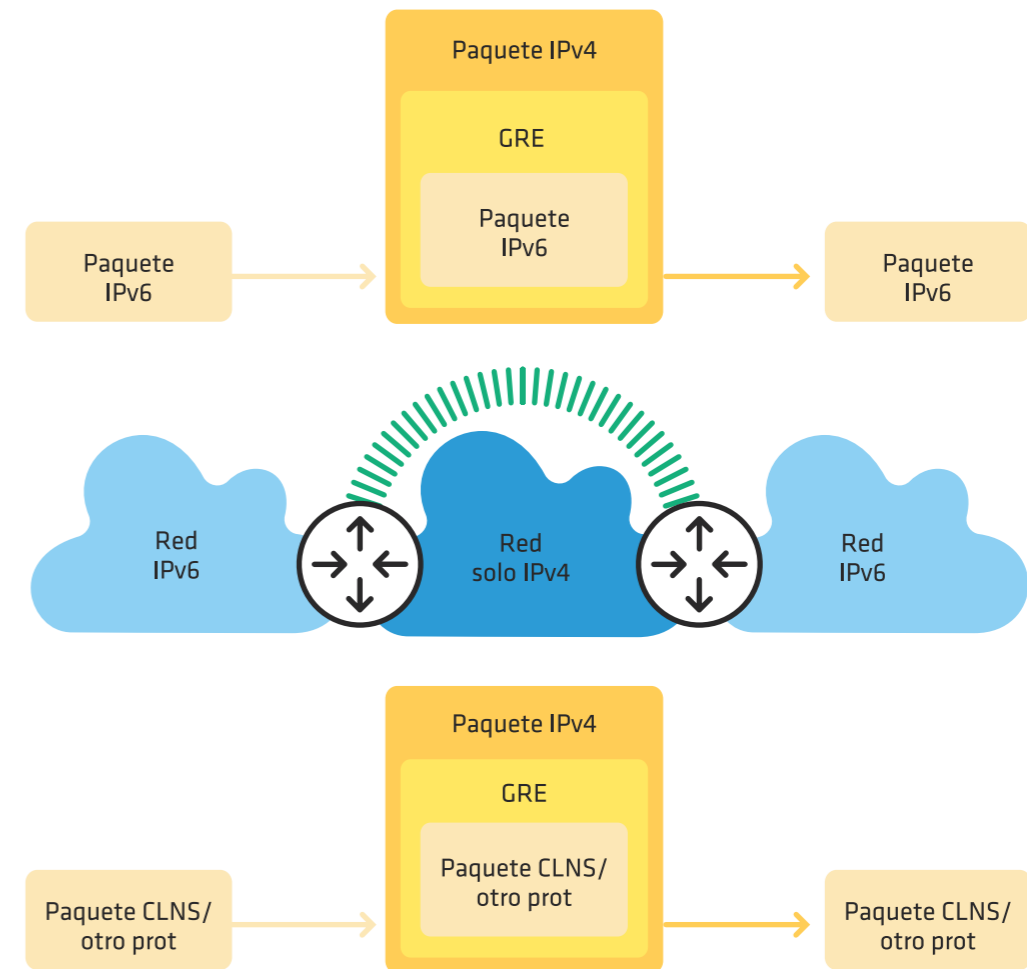 Paquete IPv4
GRE
Paquete
IPv6
Paquete
IPv6
Paquete
IPv6
Red
IPv6
Red
solo IPv4
Red
IPv6
Paquete IPv4
GRE
Paquete CLNS/
otro prot
Paquete CLNS/
otro prot
Paquete CLNS/
otro prot